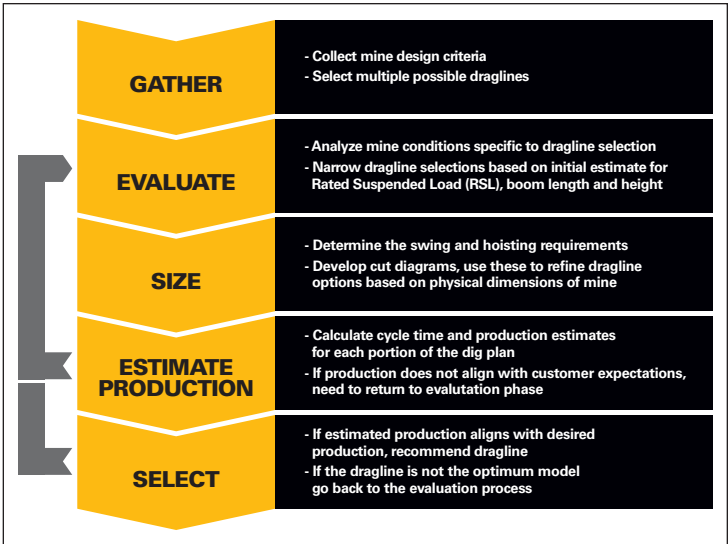 GATHER
- Collect mine design criteria
- Select multiple possible draglines
EVALUATE
- Analyze mine conditions specific to dragline selection
- Narrow dragline selections based on initial estimate for
Rated Suspended Load (RSL), boom length and height
SIZE
- Determine the swing and hoisting requirements
- Develop cut diagrams, use these to refine dragline
options based on physical dimensions of mine
ESTIMATE
PRODUCTION
- Calculate cycle time and production estimates
for each portion of the dig plan
- If production does not align with customer expectations,
need to return to evalutation phase
SELECT
- If estimated production aligns with desired
production, recommend dragline
- If the dragline is not the optimum model
go back to the evaluation process